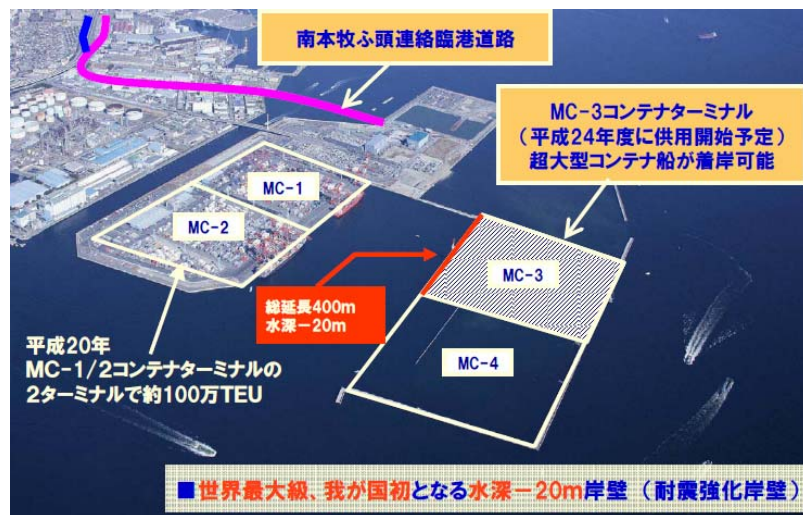 南本牧ふ頭連絡臨港道路
MC-3コンテナターミナル
（平成24年度に供用開始予定）
超大型コンテナ船が着岸可能
MC-1
MC-2
MC-3
総延長400m
水深－20m
平成20年
MC-1/2コンテナターミナルの
2ターミナルで約100万TEU
MC-4
■世界最大級、我が国初となる水深－20m岸壁 （耐震強化岸壁）